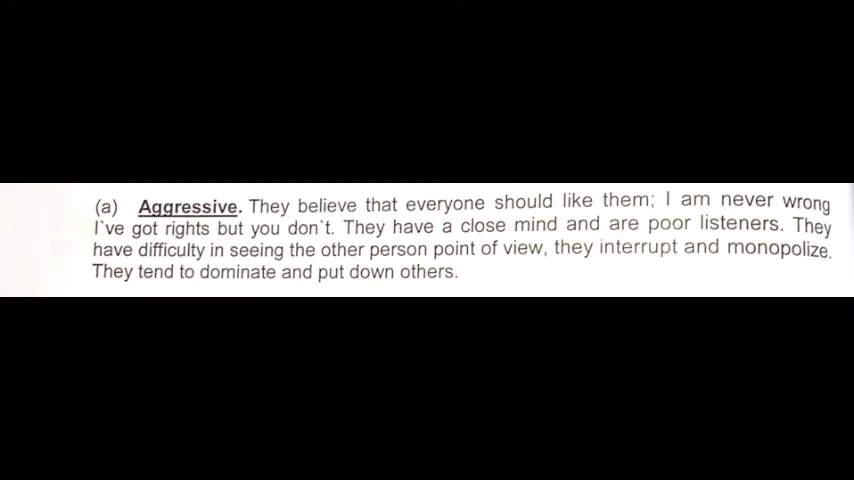 (a) Aggressive. They believe that everyone should like them; I am never wrong
I`ve got rights but you don`t. They have a close mind and are poor listeners. They
have difficulty in seeing the other person point of view, they interrupt and monopolize.
They tend to dominate and put down others.